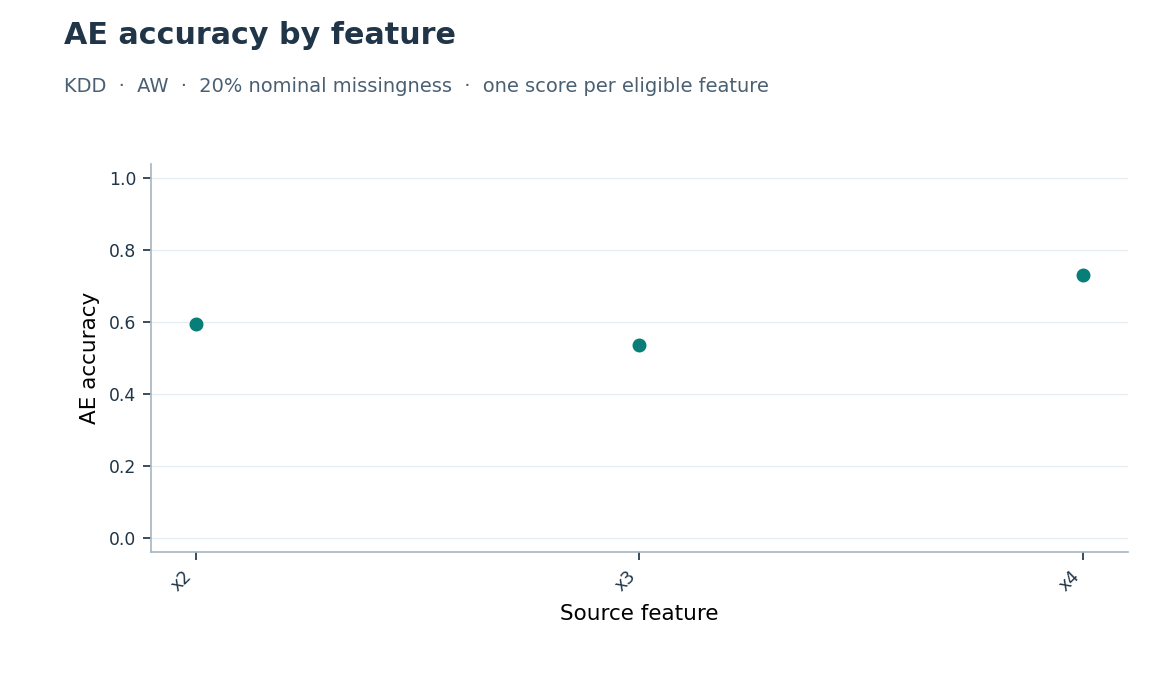 AE accuracy by feature
KDD · AW · 20% nominal missingness · one score per eligible feature
1.0
0.8
0.6
0.4
0.2
0.0
AE accuracy
x2
x3
x4
Source feature